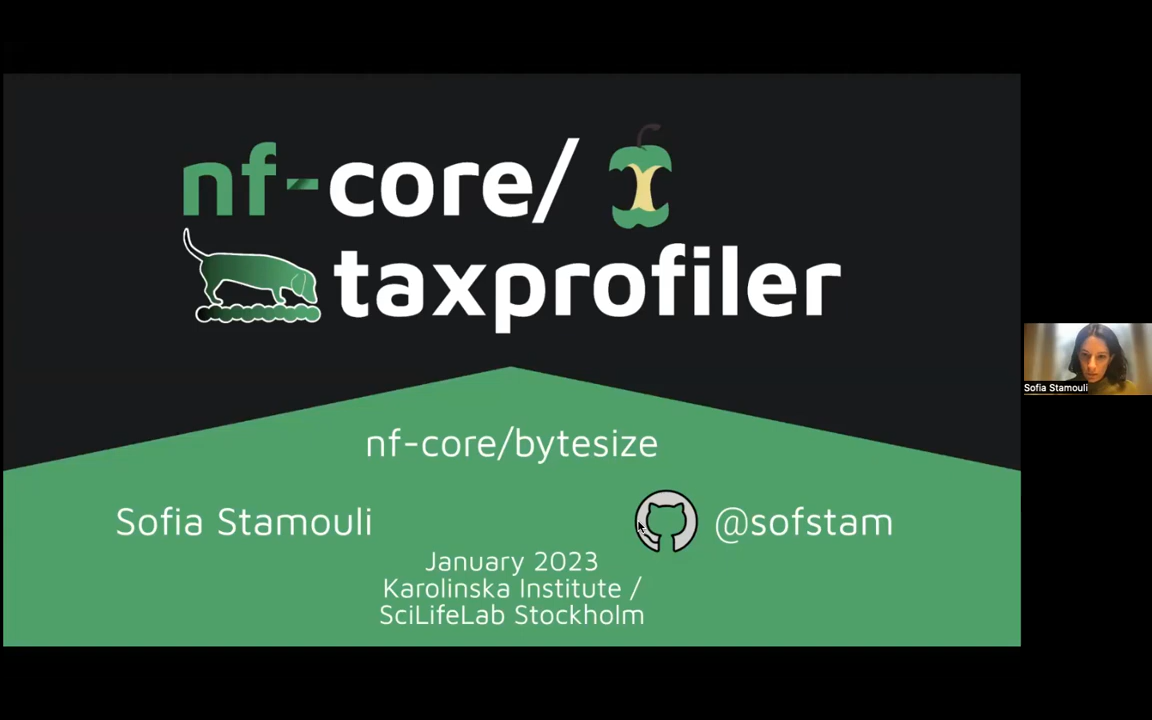 nf-core/
taxprofiler
nf-core/bytesize
Sofia Stamouli
@sofstam
January 2023
Karolinska Institute /
SciLifeLab Stockholm
Sofia Stamouli